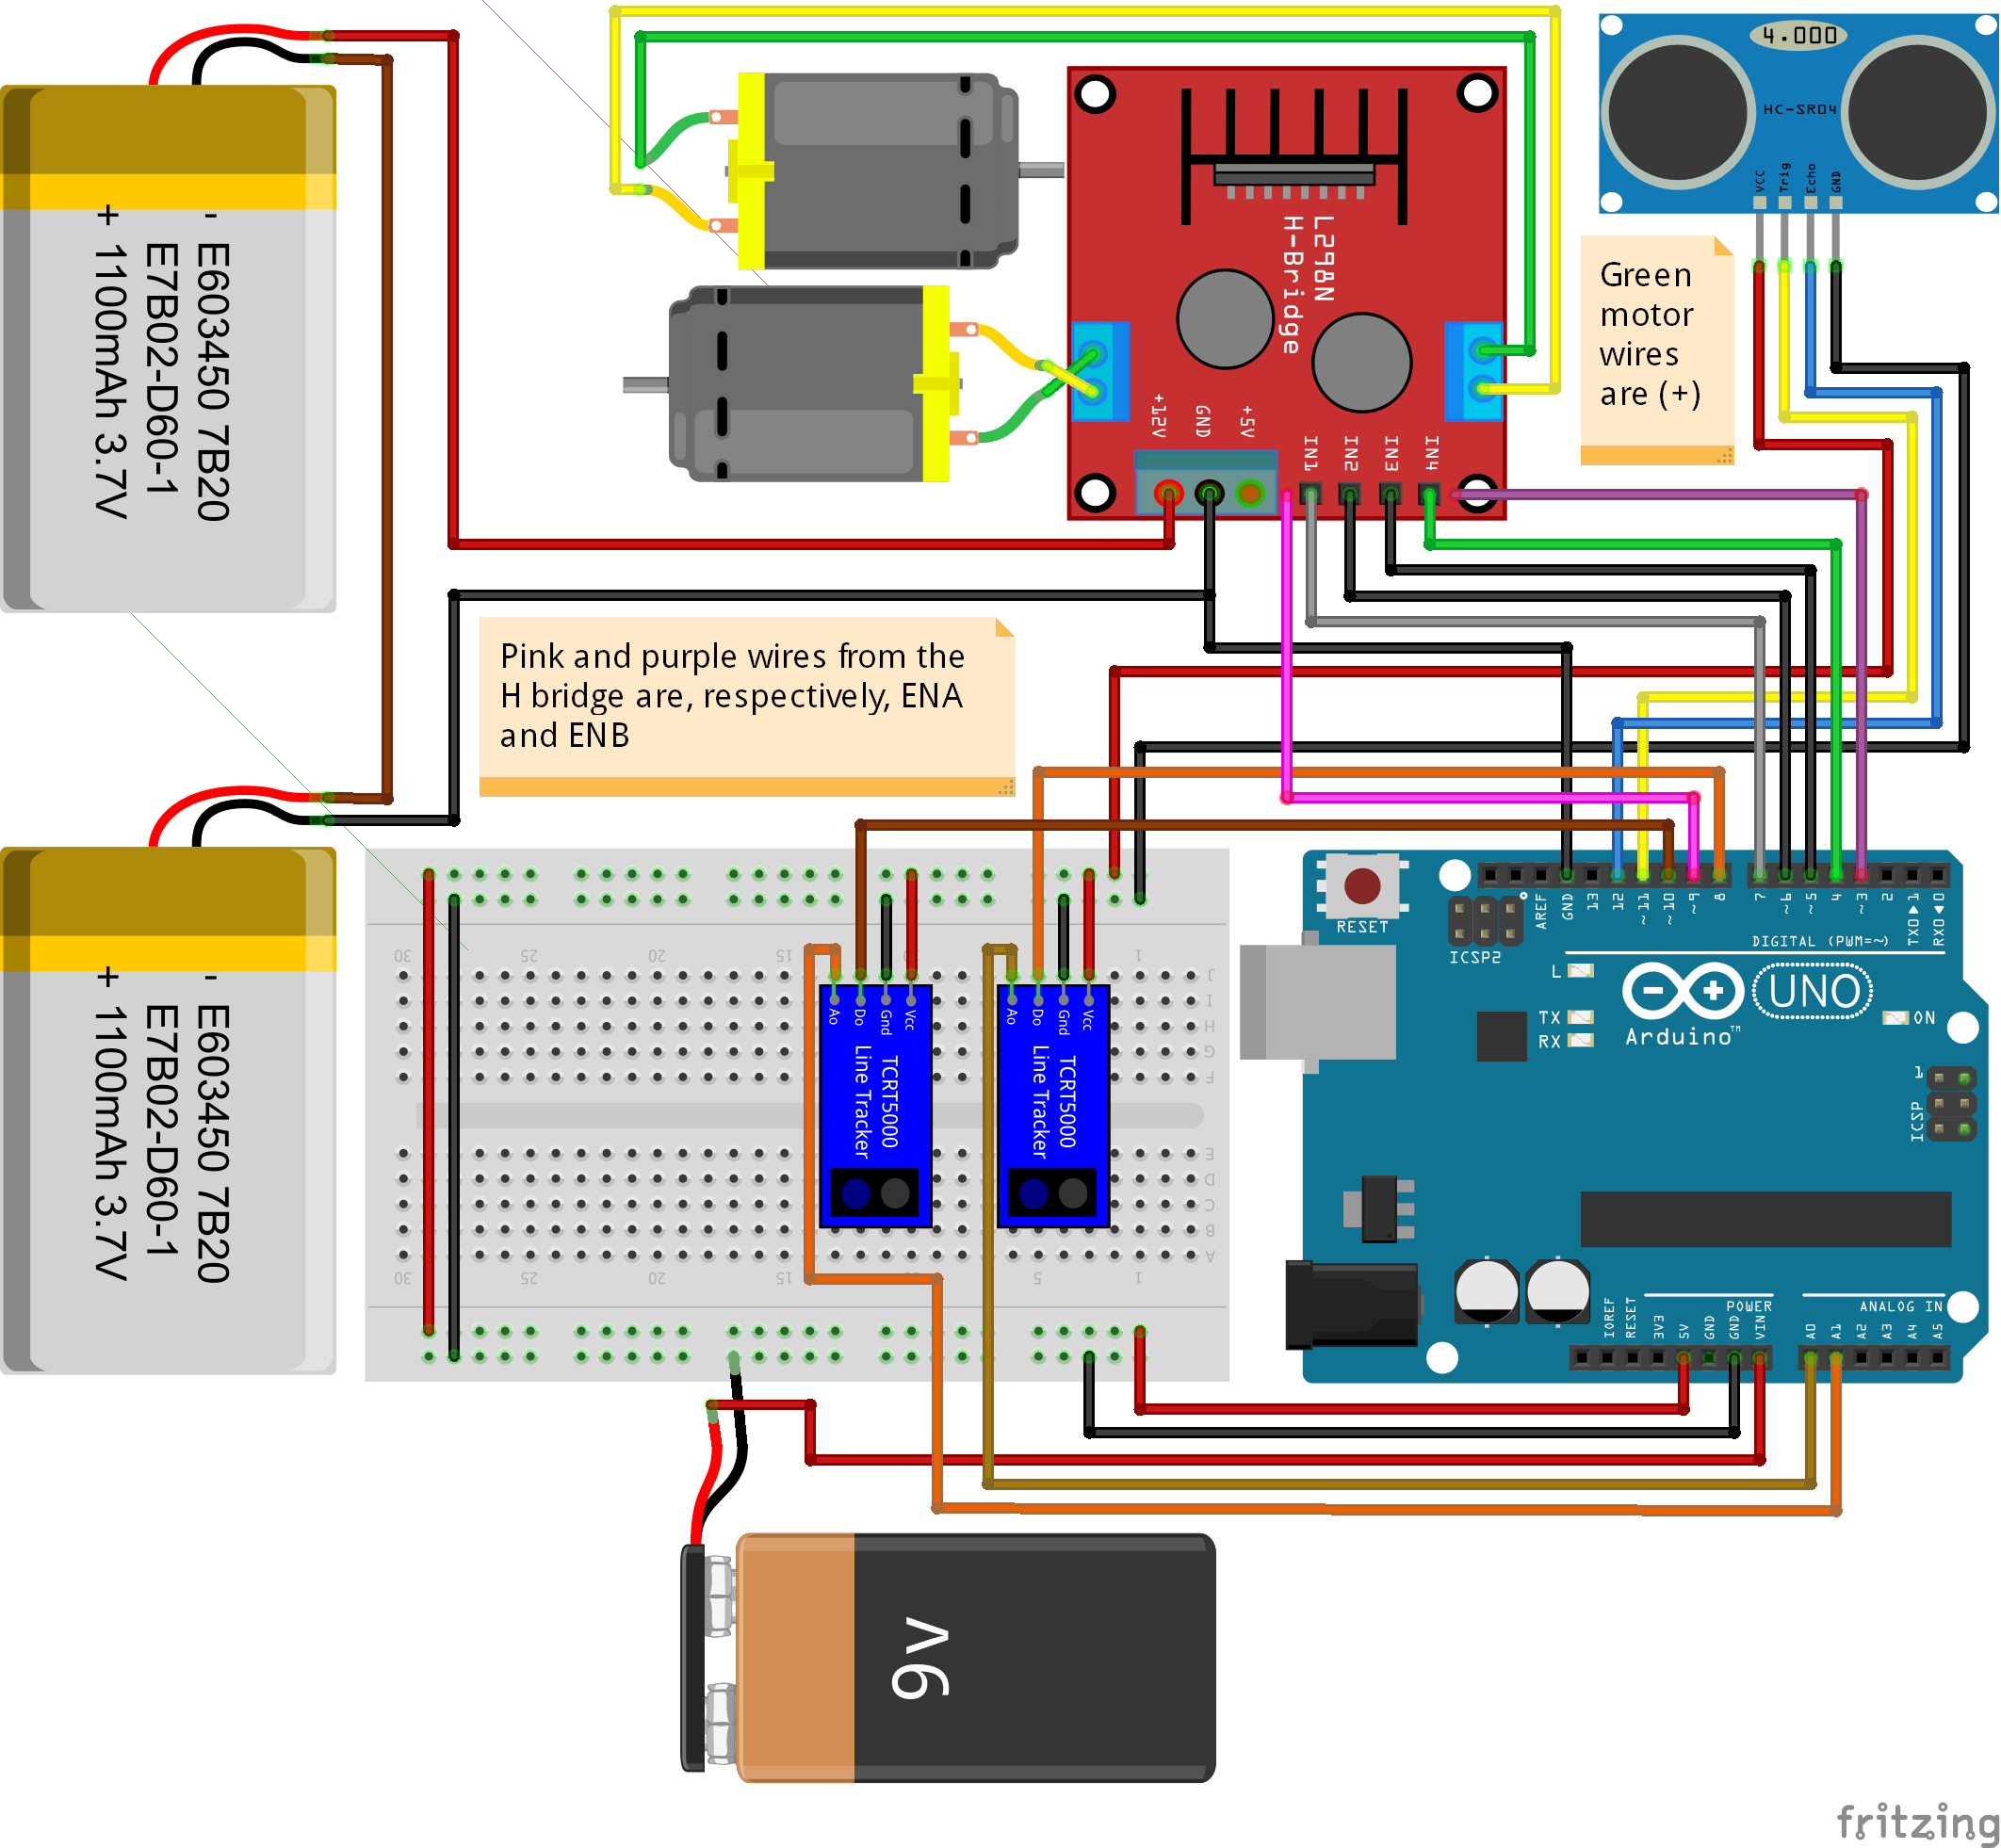 - E603450 7B20
E7B02-D60-1
+ 1100mAh 3.7V
- E603450 7B20
E7B02-D60-1
+ 1100mAh 3.7V
L298N
H-Bridge
+12V
GND
+5V
IN1
IN2
IN3
IN4
4.000
HC-SR04
VCC
Trig
Echo
GND
Green
motor
wires
are (+)
Pink and purple wires from the
H bridge are, respectively, ENA
and ENB
30
25
20
15
1
J
I
H
G
F
E
D
C
B
A
30
25
20
15
5
1
Ao
Do
Gnd
Vcc
TCRT5000
Line Tracker
Ao
Do
Gnd
Vcc
TCRT5000
Line Tracker
RESET
ICSP2
AREF
GND
13
12
~11
~10
~9
8
7
~6
~5
4
~3
2
TX0▶1
RX0◀0
DIGITAL (PWM=~)
L
TX
RX
UNO
Arduino™
ON
1
ICSP
IOREF
RESET
3V3
5V
GND
GND
VIN
POWER
ANALOG IN
A0
A1
A2
A3
A4
A5
9v
fritzing